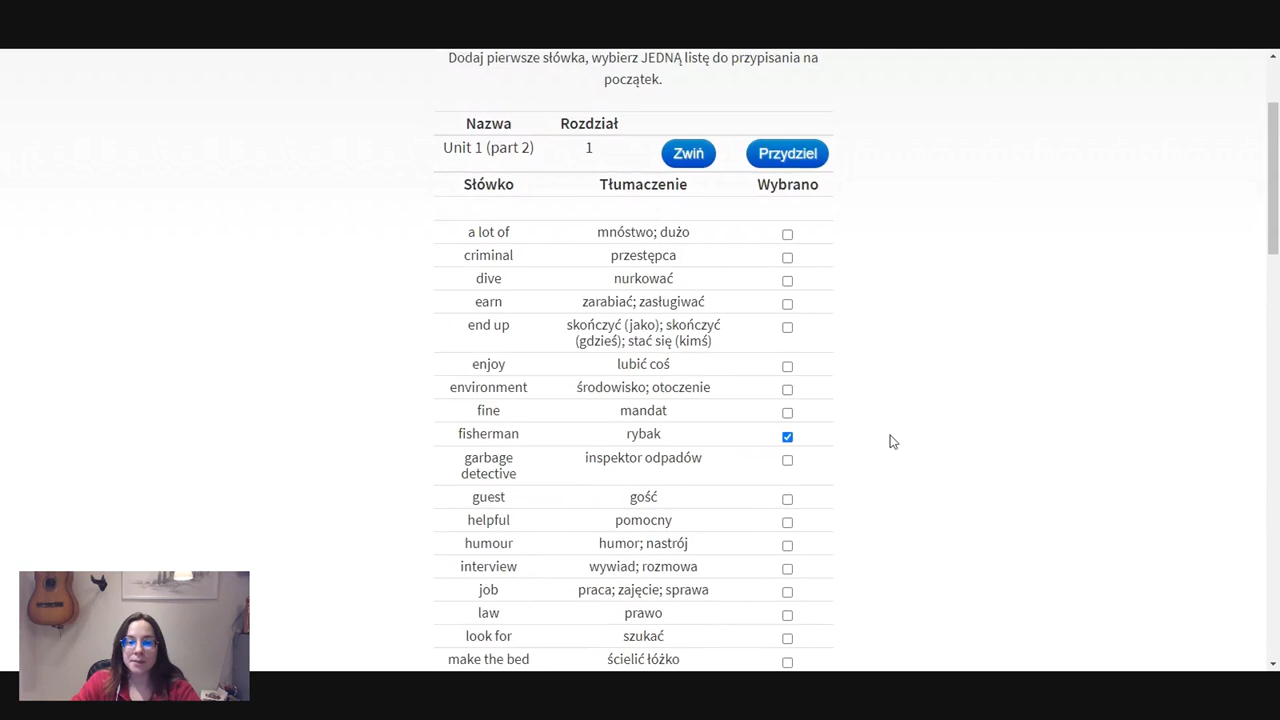 Dodaj pierwsze słówka, wybierz JEDNĄ listę do przypisania na
początek.
Nazwa Rozdział
Unit 1 (part 2) 1 Zwiń Przydziel
Słówko Tłumaczenie Wybrano
a lot of mnóstwo; dużo
criminal przestępca
dive nurkować
earn zarabiać; zasługiwać
end up skończyć (jako); skończyć
(gdzieś); stać się (kimś)
enjoy lubić coś
environment środowisko; otoczenie
fine mandat
fisherman rybak
garbage inspektor odpadów
detective
guest gość
helpful pomocny
humour humor; nastrój
interview wywiad; rozmowa
job praca; zajęcie; sprawa
law prawo
look for szukać
make the bed ścielić łóżko